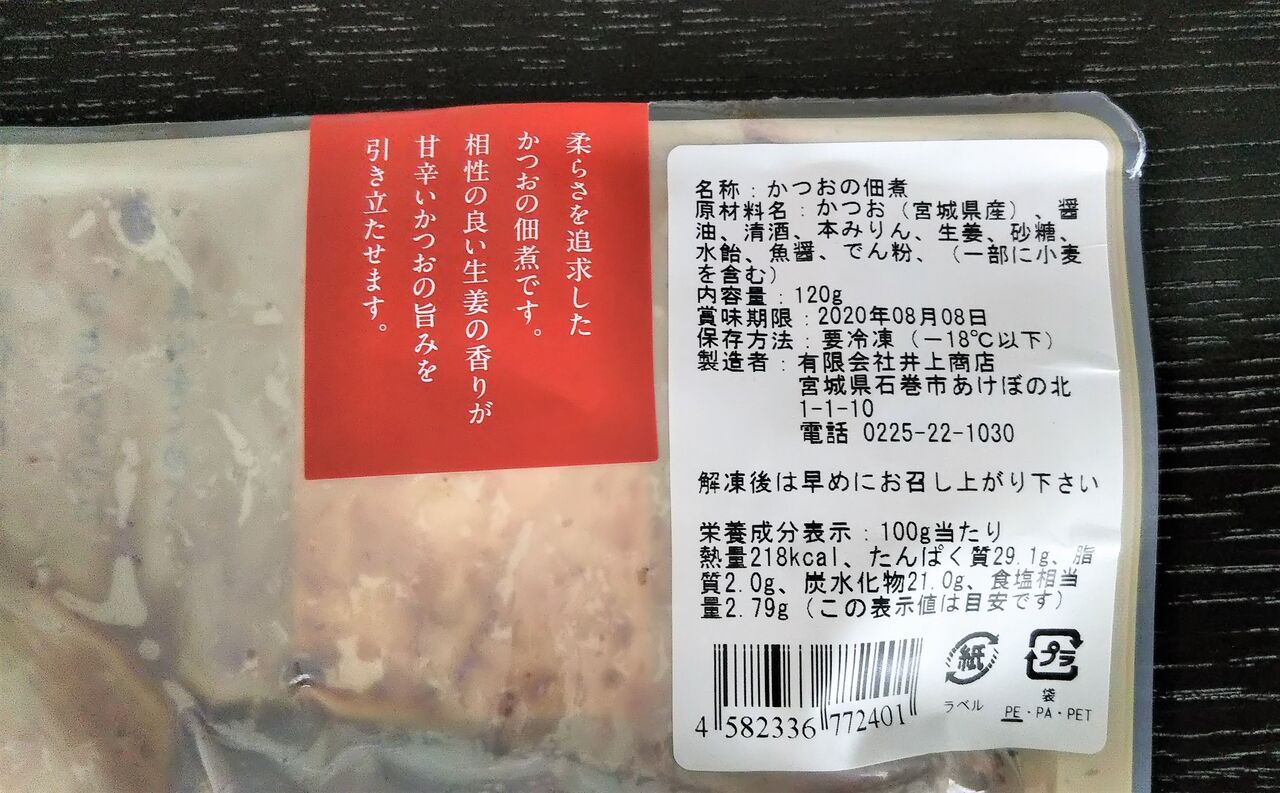 柔らさを追求した
かつおの佃煮です。
相性の良い生姜の香りが
甘辛いかつおの旨みを
引き立たせます。
名称：かつおの佃煮
原材料名：かつお（宮城県産）、醤
油、清酒、本みりん、生姜、砂糖、
水飴、魚醤、でん粉、（一部に小麦
を含む）
内容量：120g
賞味期限：2020年08月08日
保存方法：要冷凍（－18℃以下）
製造者：有限会社井上商店
宮城県石巻市あけぼの北
1-1-10
電話 0225-22-1030
解凍後は早めにお召し上がり下さい
栄養成分表示：100g当たり
熱量218kcal、たんぱく質29.1g、脂
質2.0g、炭水化物21.0g、食塩相当
量2.79g（この表示値は目安です）
4 582336 772401
紙
ラベル
プラ
袋
PE・PA・PET